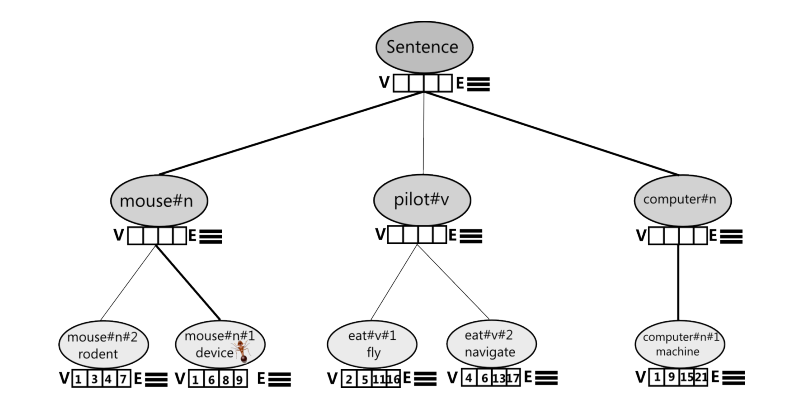 Sentence
V E
mouse#n
V E
pilot#v
V E
computer#n
V E
mouse#n#2
rodent
V 1 3 4 7 E
mouse#n#1
device
V 1 6 8 9 E
eat#v#1
fly
V 2 5 11 16 E
eat#v#2
navigate
V 4 6 13 17 E
computer#n#1
machine
V 1 9 15 21 E